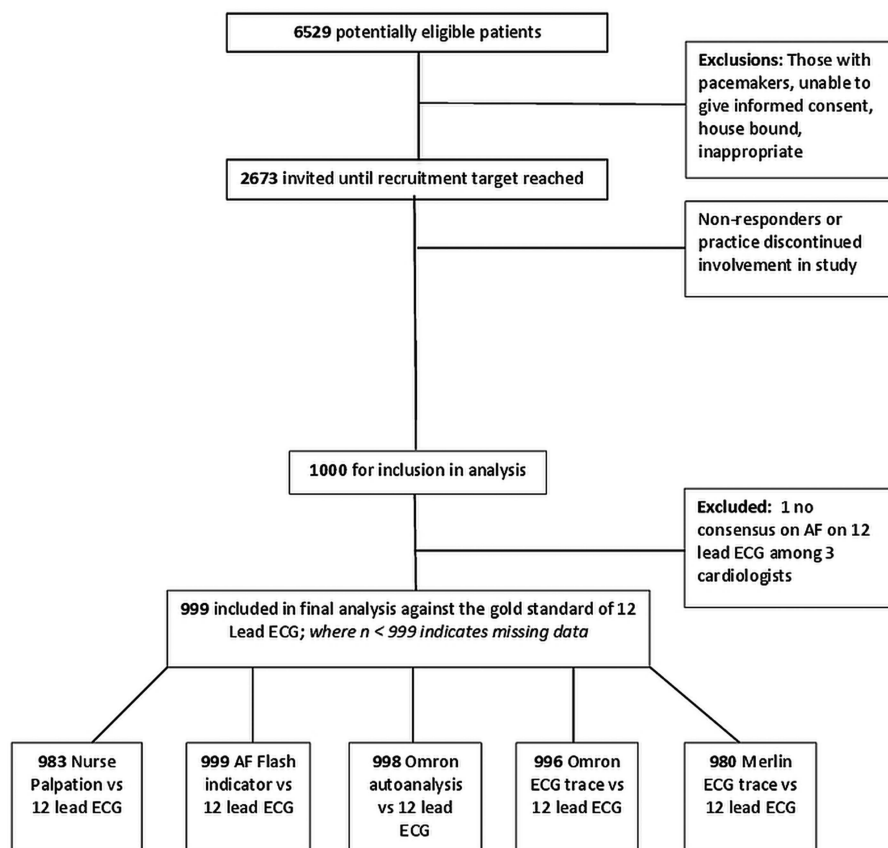 6529 potentially eligible patients
Exclusions: Those with
pacemakers, unable to
give informed consent,
house bound,
inappropriate
2673 invited until recruitment target reached
Non-responders or
practice discontinued
involvement in study
1000 for inclusion in analysis
Excluded: 1 no
consensus on AF on 12
lead ECG among 3
cardiologists
999 included in final analysis against the gold standard of 12
Lead ECG; where n < 999 indicates missing data
983 Nurse
Palpation vs
12 lead ECG
999 AF Flash
indicator vs
12 lead ECG
998 Omron
autoanalysis
vs 12 lead
ECG
996 Omron
ECG trace vs
12 lead ECG
980 Merlin
ECG trace vs
12 lead ECG